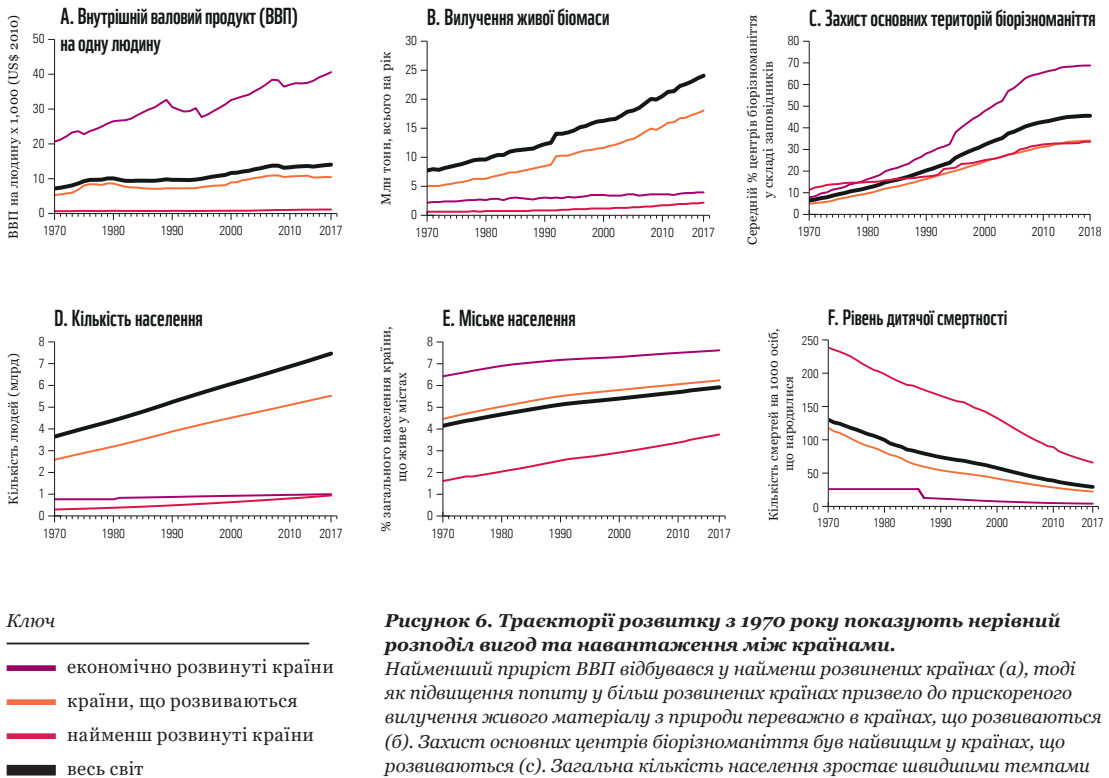 A. Внутрішній валовий продукт (ВВП)
на одну людину
ВВП на людину x 1,000 (US$ 2010)
50
40
30
20
10
0
1970
1980
1990
2000
2010
2017
B. Вилучення живої біомаси
Млн тонн, всього на рік
30
25
20
15
10
5
0
1970
1980
1990
2000
2010
2017
C. Захист основних територій біорізноманіття
Середній % центрів біорізноманіття
у складі заповідників
80
70
60
50
40
30
20
10
0
1970
1980
1990
2000
2010
2018
D. Кількість населення
Кількість людей (млрд)
8
7
6
5
4
3
2
1
0
1970
1980
1990
2000
2010
2017
E. Міське населення
% загального населення країни,
що живе у містах
8
7
6
5
4
3
2
1
0
1970
1980
1990
2000
2010
2017
F. Рівень дитячої смертності
Кількість смертей на 1000 осіб,
що народилися
250
200
150
100
50
0
1970
1980
1990
2000
2010
2017
Ключ
економічно розвинуті країни
країни, що розвиваються
найменш розвинуті країни
весь світ
Рисунок 6. Траекторії розвитку з 1970 року показують нерівний
розподіл вигод та навантаження між країнами.
Найменший приріст ВВП відбувався у найменш розвинених країнах (а), тоді
як підвищення попиту у більш розвинених країнах призвело до прискореного
вилучення живого матеріалу з природи переважно в країнах, що розвиваються
(б). Захист основних центрів біорізноманіття був найвищим у країнах, що
розвиваються (с). Загальна кількість населення зростає швидшими темпами